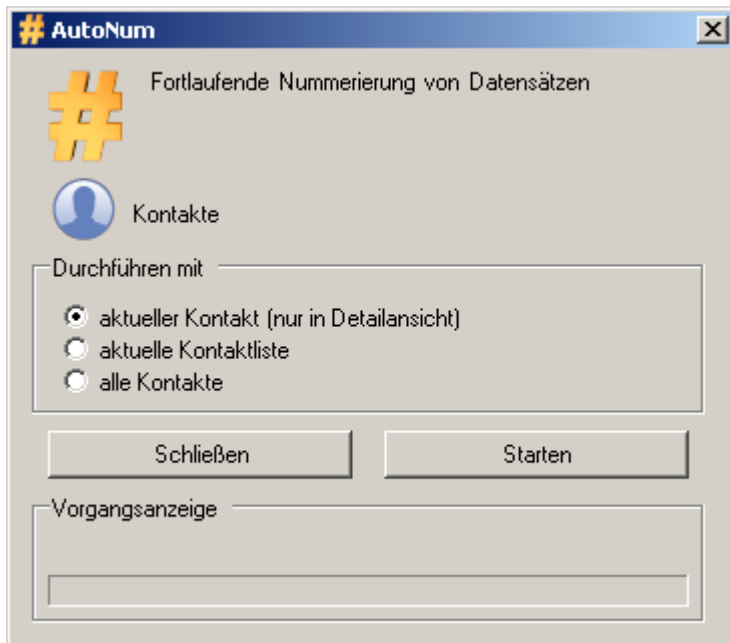 # AutoNum
Fortlaufende Nummerierung von Datensätzen
Kontakte
Durchführen mit
aktueller Kontakt (nur in Detailansicht)
aktuelle Kontaktliste
alle Kontakte
Schließen Starten
Vorgangsanzeige